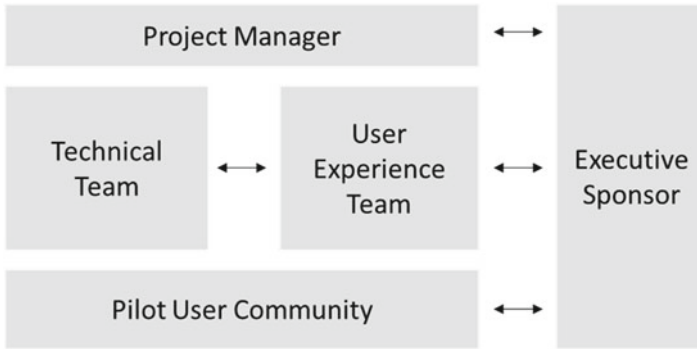 Project Manager
Technical
Team
User
Experience
Team
Executive
Sponsor
Pilot User Community